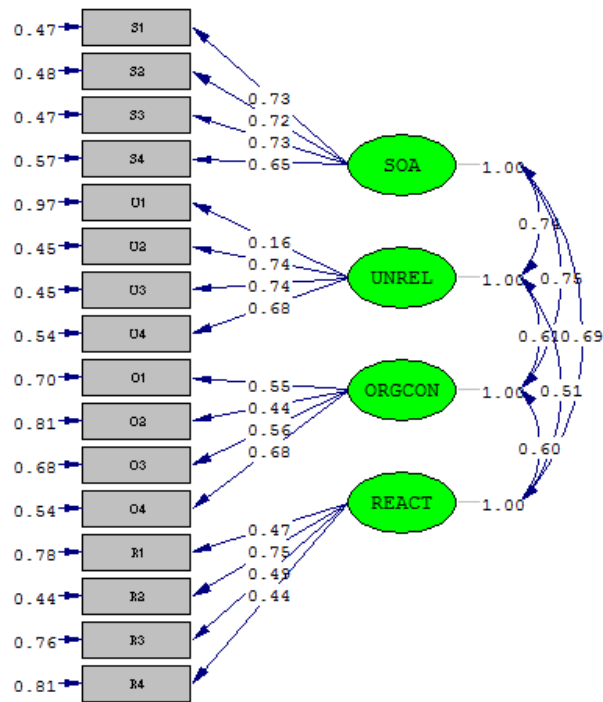 0.47 S1
0.48 S2
0.73
0.47 S3
0.72
0.73
0.57 S4
0.65
SOA 1.00
0.97 U1
0.74
0.45 U2
0.16
0.74
0.45 U3
0.74
UNREL 1.00 0.75
0.68
0.54 U4
0.61 0.69
0.70 O1
0.55
ORGCON 1.00 0.51
0.44
0.81 O2
0.56
0.60
0.68 O3
0.68
0.54 O4
REACT 1.00
0.47
0.78 R1
0.75
0.49
0.44 R2
0.44
0.76 R3
0.81 R4